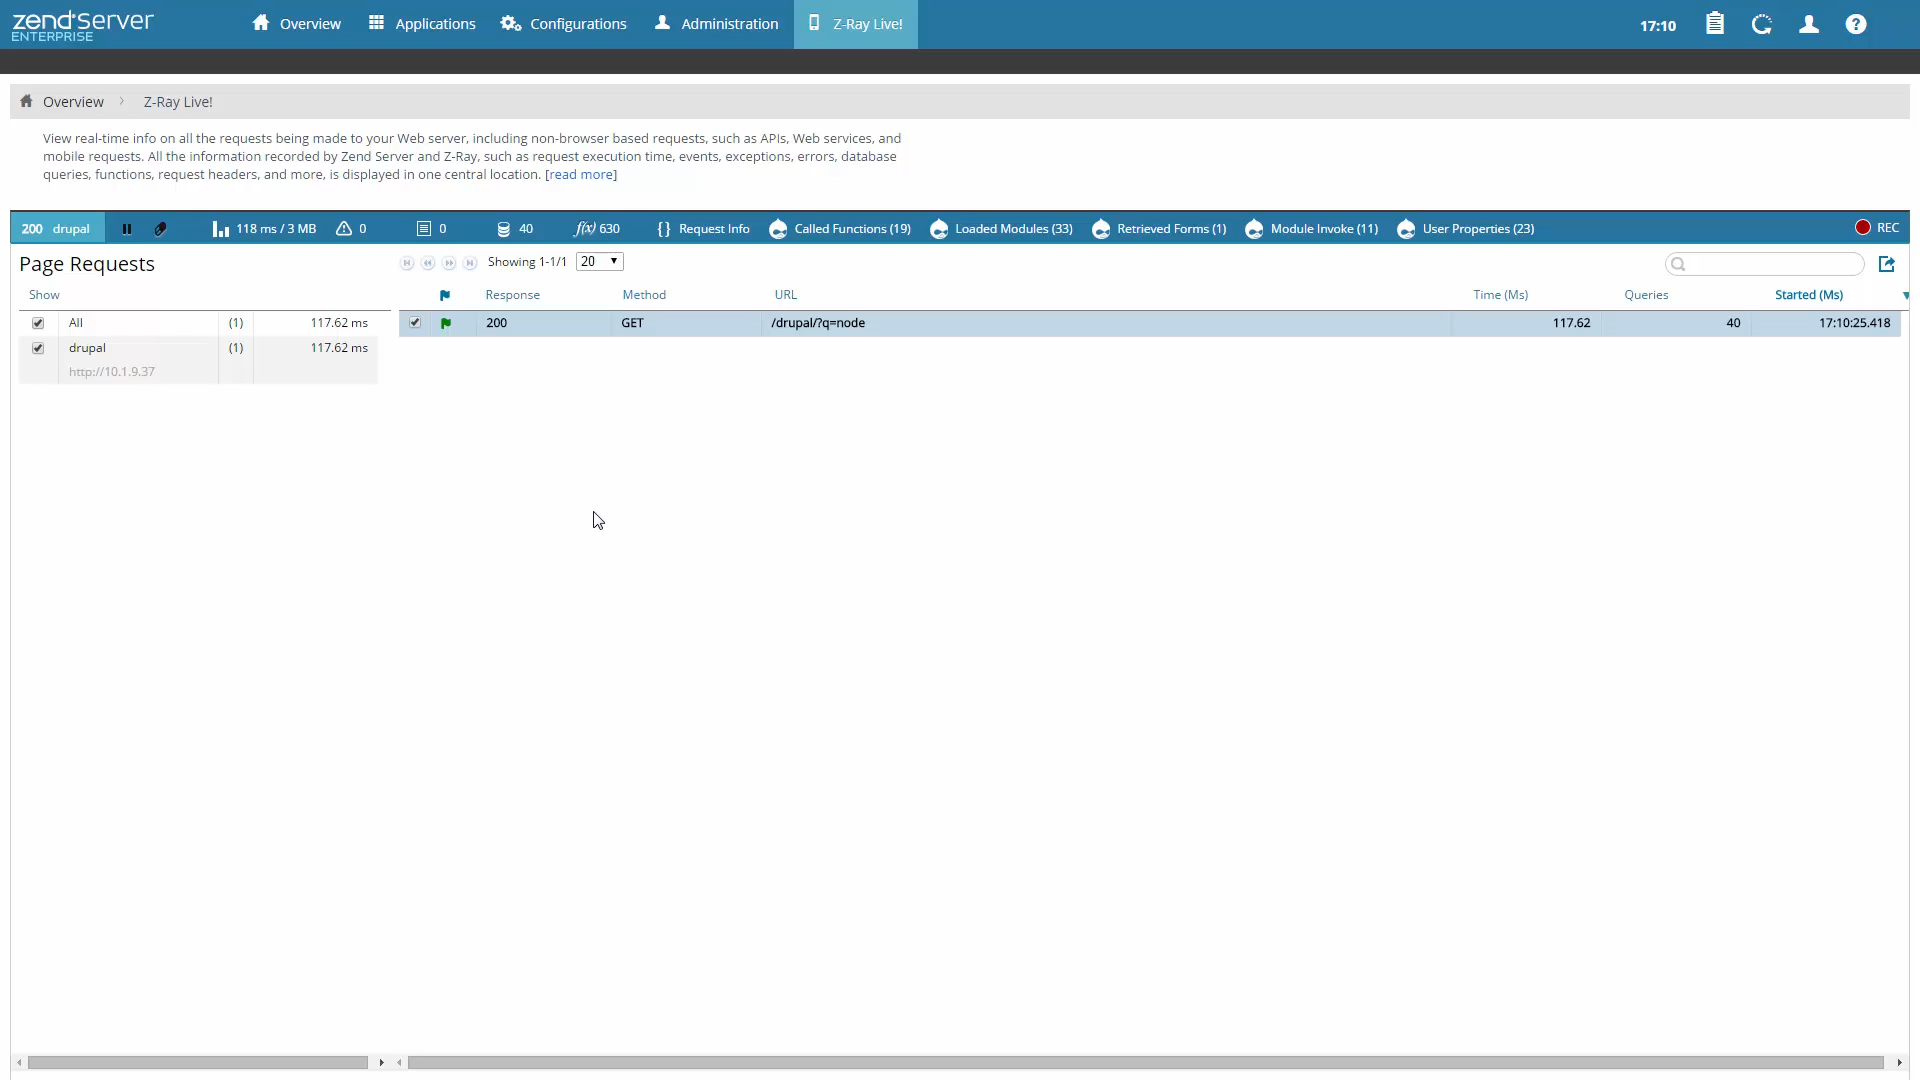 zend Server
ENTERPRISE
Overview
Applications
Configurations
Administration
Z-Ray Live!
17:10
?
Overview > Z-Ray Live!
View real-time info on all the requests being made to your Web server, including non-browser based requests, such as APIs, Web services, and
mobile requests. All the information recorded by Zend Server and Z-Ray, such as request execution time, events, exceptions, errors, database
queries, functions, request headers, and more, is displayed in one central location. [read more]
200 drupal
118 ms / 3 MB
0
0
40
f(x) 630
{ } Request Info
Called Functions (19)
Loaded Modules (33)
Retrieved Forms (1)
Module Invoke (11)
User Properties (23)
REC
Page Requests
Showing 1-1/1 20
Show
Response Method URL Time (Ms) Queries Started (Ms)
All (1) 117.62 ms
200 GET /drupal/?q=node 117.62 40 17:10:25.418
drupal (1) 117.62 ms
http://10.1.9.37